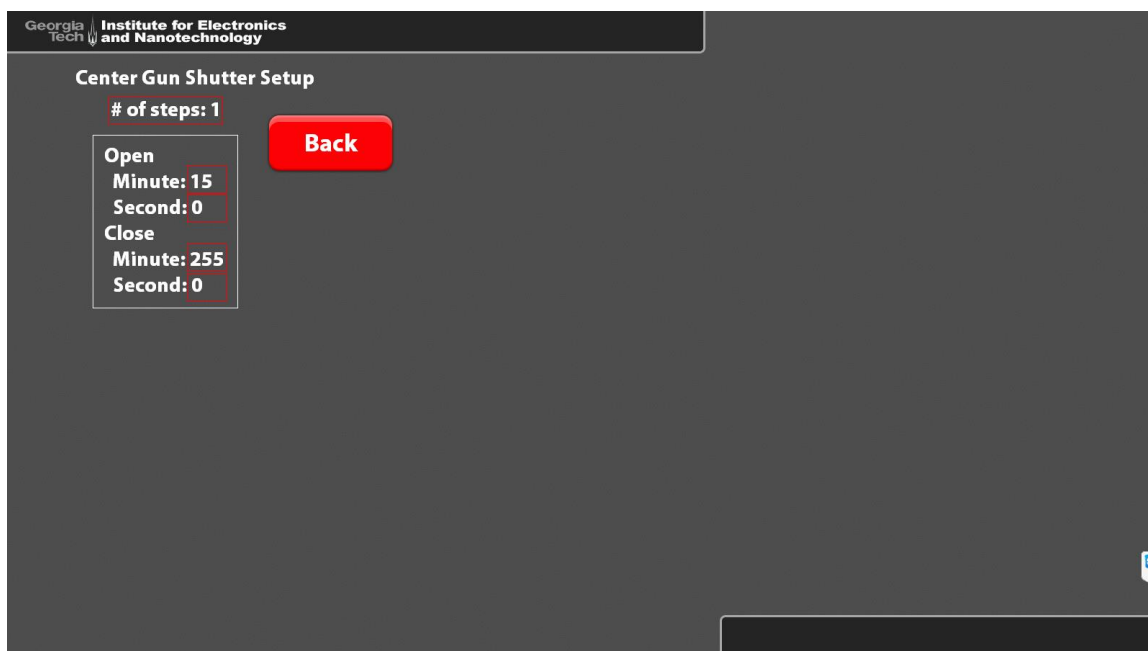 Georgia Tech
Institute for Electronics
and Nanotechnology
Center Gun Shutter Setup
# of steps: 1
Back
Open
Minute: 15
Second: 0
Close
Minute: 255
Second: 0